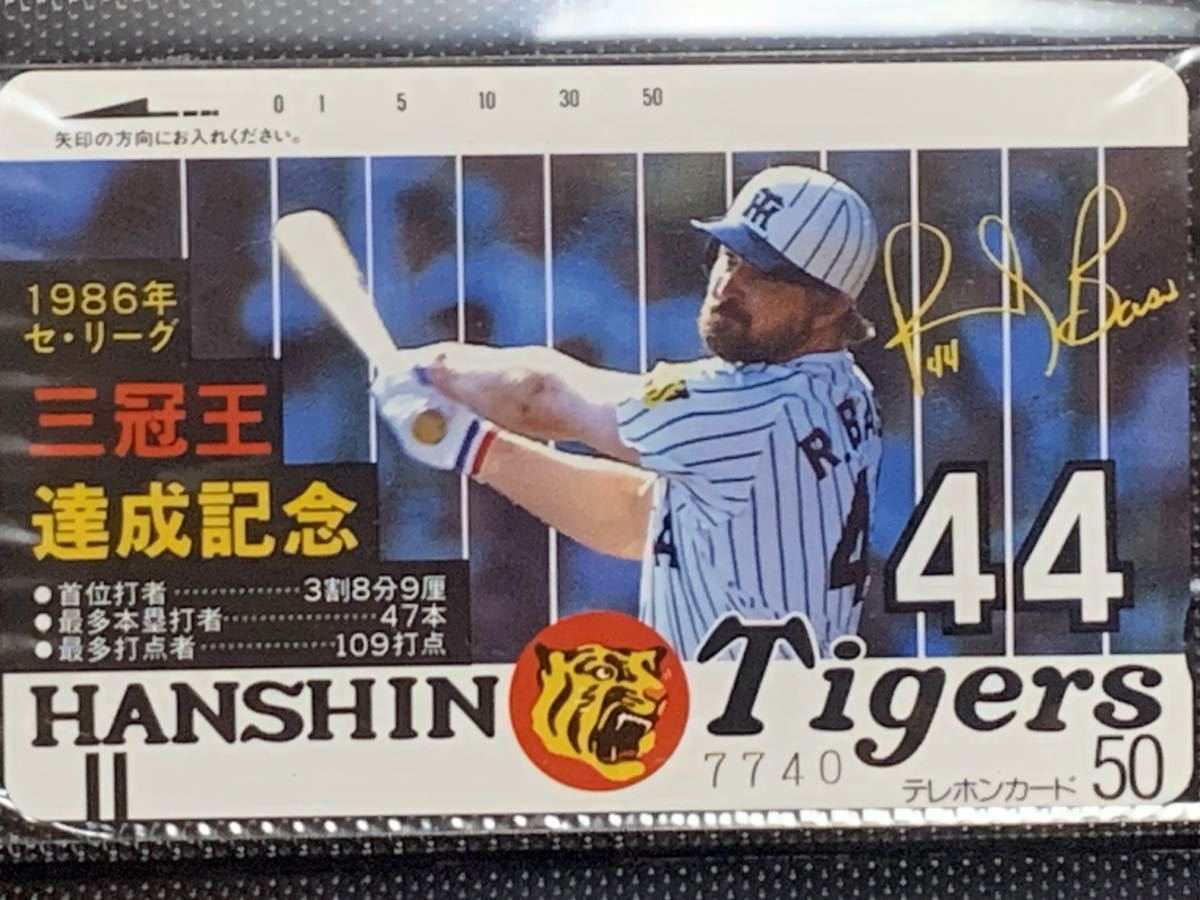 0 1 5 10 30 50
矢印の方向にお入れください。
1986年
セ・リーグ
三冠王
達成記念
●首位打者…………3割8分9厘
●最多本塁打者…………47本
●最多打点者…………109打点
HT
R.BAS
4
44
44
HANSHIN Tigers
7740
テレホンカード 50